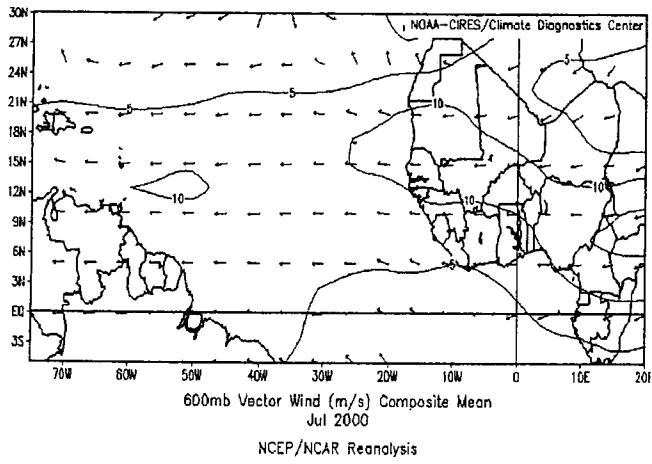 NOAA-CIRES/Climate Diagnostics Center
30N
27N
24N
21N
18N
15N
12N
9N
6N
3N
EQ
3S
5
5
5
10
10
10
10
5
70W
60W
50W
40W
30W
20W
10W
0
10E
20E
600mb Vector Wind (m/s) Composite Mean
Jul 2000
NCEP/NCAR Reanalysis